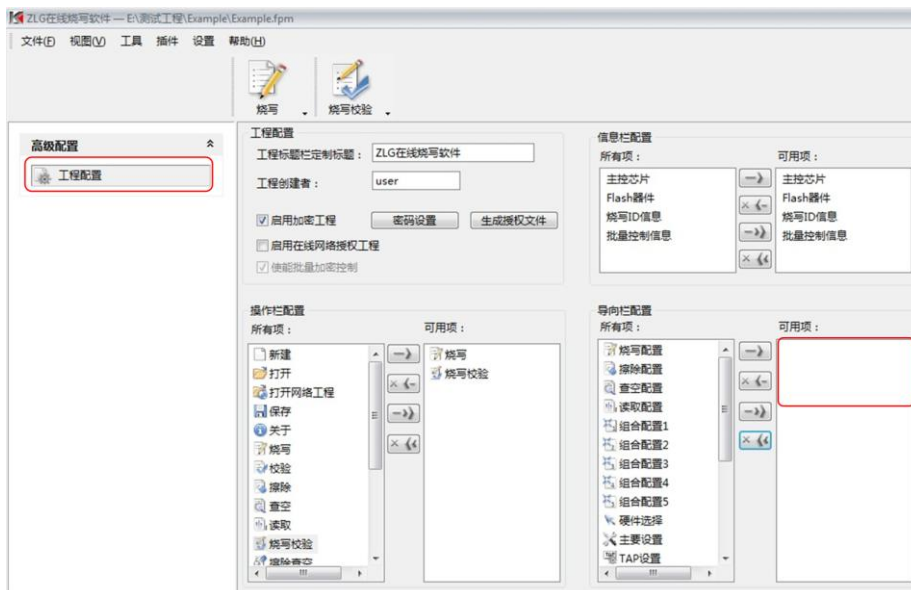 ZLG在线烧写软件 — E:\测试工程\Example\Example.fpm
文件(F) 视图(V) 工具 插件 设置 帮助(H)
烧写 烧写校验
高级配置
工程配置
工程配置
工程标题栏定制标题： ZLG在线烧写软件
工程创建者： user
启用加密工程 密码设置 生成授权文件
启用在线网络授权工程
使能批量加密控制
信息栏配置
所有项： 可用项：
主控芯片 主控芯片
Flash器件 Flash器件
烧写ID信息 烧写ID信息
批量控制信息 批量控制信息
操作栏配置
所有项： 可用项：
新建 烧写
打开 烧写校验
打开网络工程
保存
关于
烧写
校验
擦除
查空
读取
烧写校验
擦除查空
导向栏配置
所有项： 可用项：
烧写配置
擦除配置
查空配置
读取配置
组合配置1
组合配置2
组合配置3
组合配置4
组合配置5
硬件选择
主要设置
TAP设置